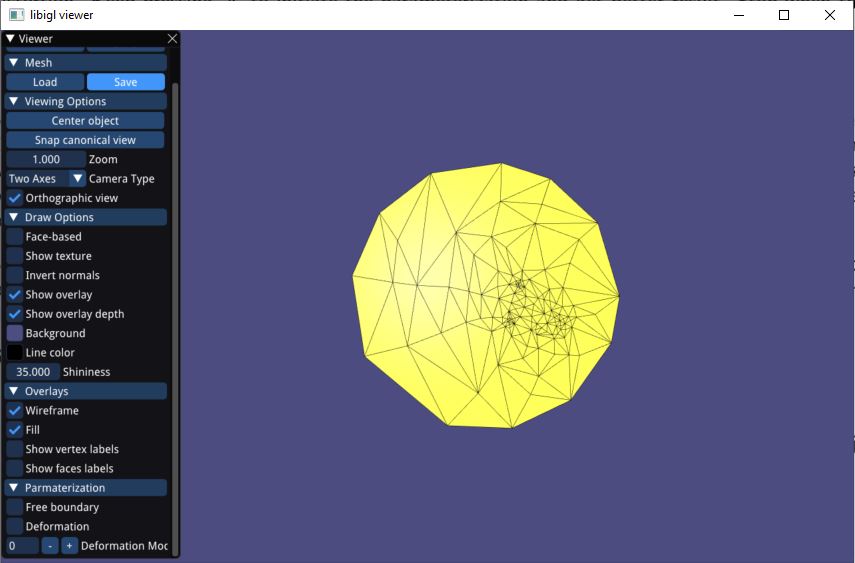 libigl viewer
Viewer
Mesh
Load Save
Viewing Options
Center object
Snap canonical view
1.000 Zoom
Two Axes Camera Type
Orthographic view
Draw Options
Face-based
Show texture
Invert normals
Show overlay
Show overlay depth
Background
Line color
35.000 Shininess
Overlays
Wireframe
Fill
Show vertex labels
Show faces labels
Parmaterization
Free boundary
Deformation
0 - + Deformation Moc